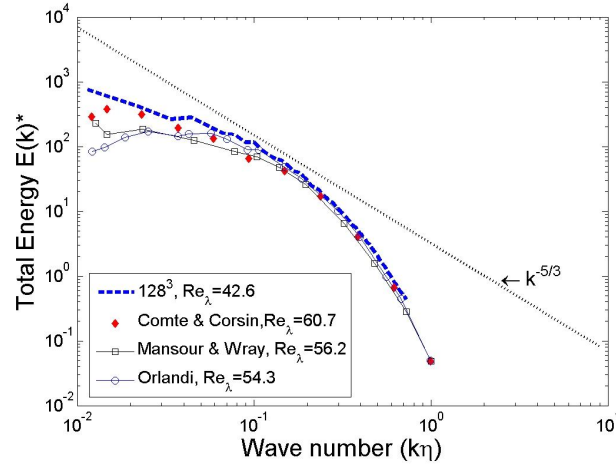 10^4
10^3
10^2
10^1
10^0
10^-1
10^-2
Total Energy E(k)*
← k^-5/3
128^3, Re_λ=42.6
Comte & Corsin,Re_λ=60.7
Mansour & Wray, Re_λ=56.2
Orlandi, Re_λ=54.3
10^-2
10^-1
10^0
10
Wave number (kη)